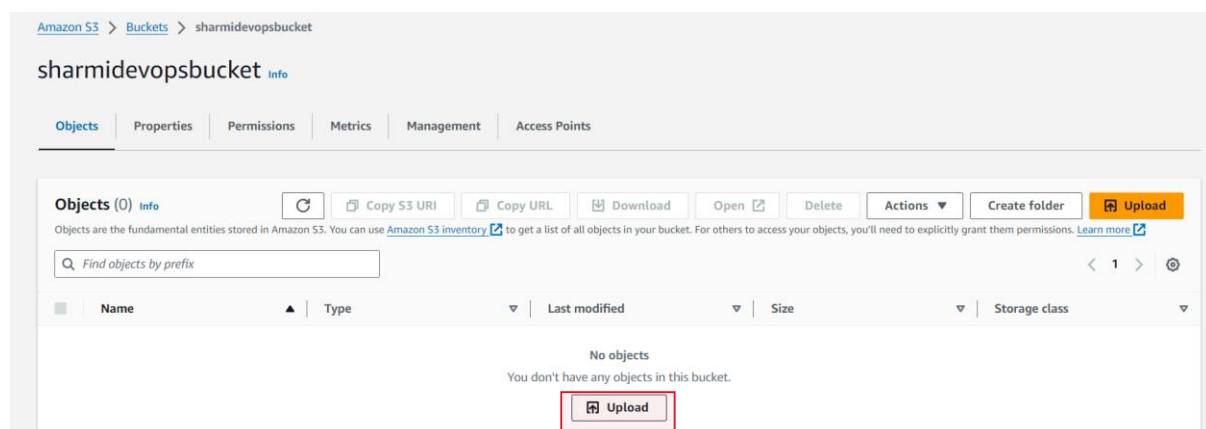 Amazon S3 > Buckets > sharmidevopsbucket
sharmidevopsbucket Info
Objects Properties Permissions Metrics Management Access Points
Objects (0) Info Copy S3 URI Copy URL Download Open Delete Actions ▼ Create folder Upload
Objects are the fundamental entities stored in Amazon S3. You can use Amazon S3 inventory to get a list of all objects in your bucket. For others to access your objects, you'll need to explicitly grant them permissions. Learn more
Find objects by prefix < 1 >
Name ▲ Type ▽ Last modified ▽ Size ▽ Storage class ▽
No objects
You don't have any objects in this bucket.
Upload